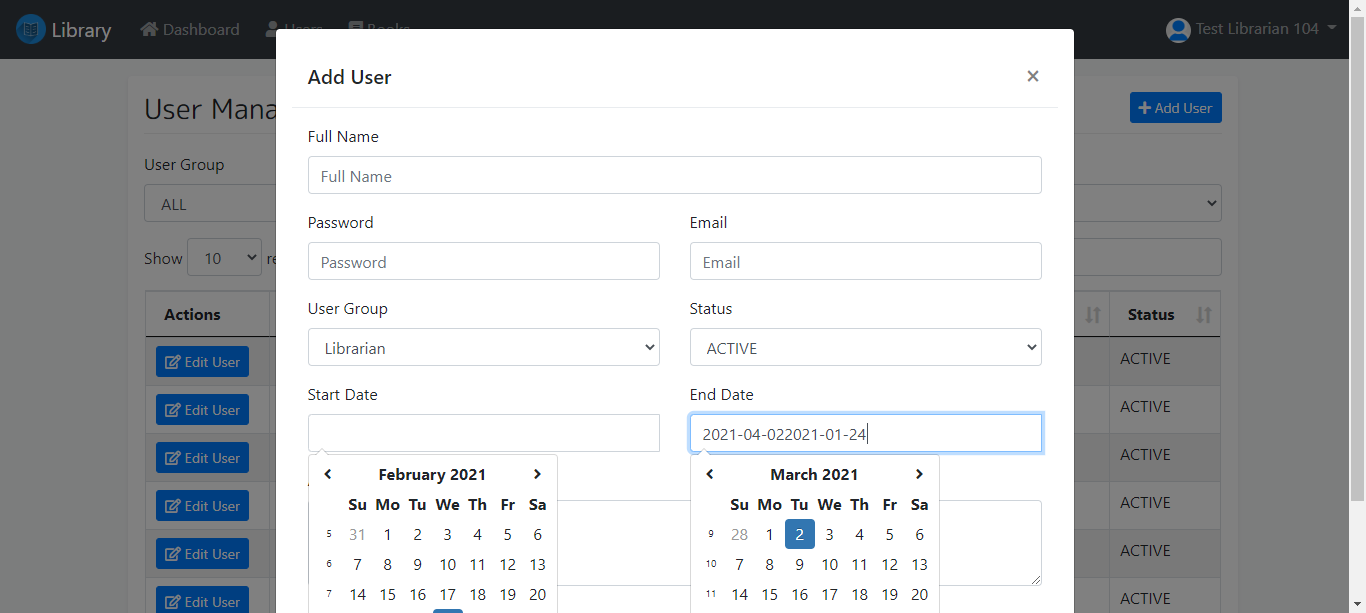 Library Dashboard Users Books Test Librarian 104
User Mana
Add User
User Group
ALL
Show 10 re
Actions Status
Edit User ACTIVE
Edit User ACTIVE
Edit User ACTIVE
Edit User ACTIVE
Edit User ACTIVE
Edit User ACTIVE
Add User ×
Full Name
Full Name
Password Email
Password Email
User Group Status
Librarian ACTIVE
Start Date End Date
2021-04-022021-01-24
February 2021
Su Mo Tu We Th Fr Sa
5 31 1 2 3 4 5 6
6 7 8 9 10 11 12 13
7 14 15 16 17 18 19 20
March 2021
Su Mo Tu We Th Fr Sa
9 28 1 2 3 4 5 6
10 7 8 9 10 11 12 13
11 14 15 16 17 18 19 20